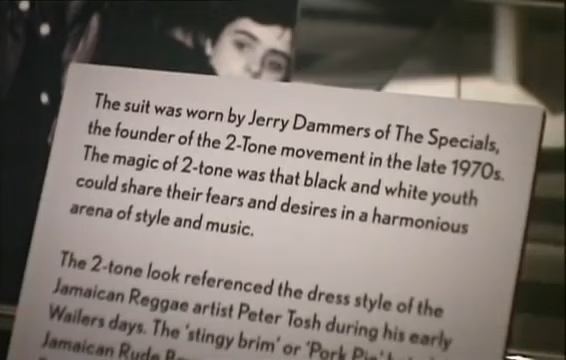 The suit was worn by Jerry Dammers of The Specials,
the founder of the 2-Tone movement in the late 1970s.
The magic of 2-tone was that black and white youth
could share their fears and desires in a harmonious
arena of style and music.
The 2-tone look referenced the dress style of the
Jamaican Reggae artist Peter Tosh during his early
Wailers days. The 'stingy brim' or 'Pork Pie'
Jamaican Rude